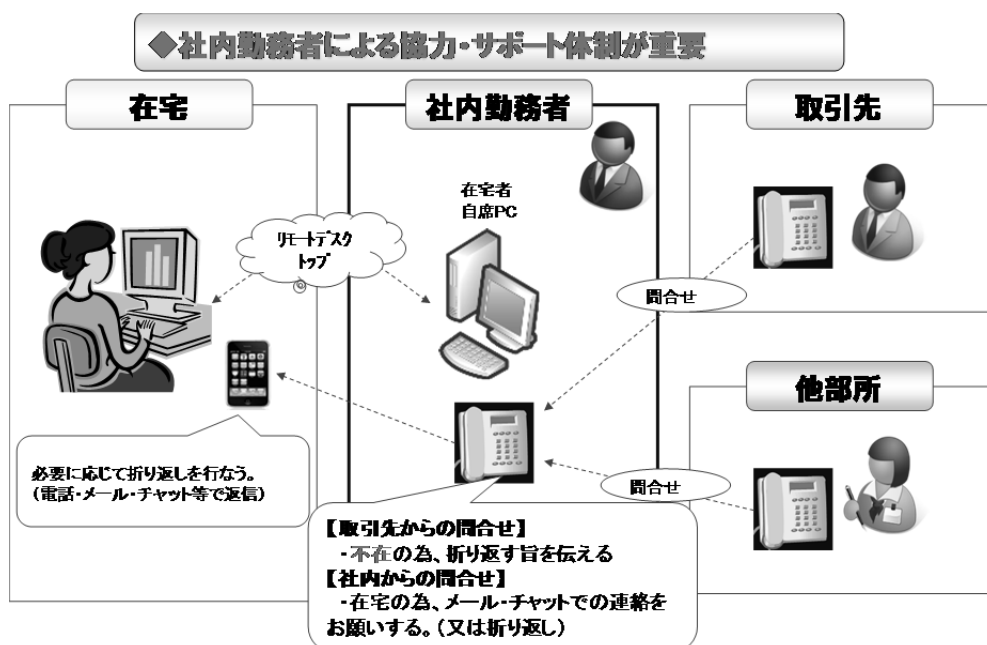 ◆社内勤務者による協力・サポート体制が重要
在宅
社内勤務者
取引先
在宅者
自席PC
リモートデスク
トップ
問合せ
他部所
問合せ
必要に応じて折り返しを行なう。
(電話・メール・チャット等で返信)
【取引先からの問合せ】
・不在の為、折り返す旨を伝える
【社内からの問合せ】
・在宅の為、メール・チャットでの連絡を
お願いする。(又は折り返し)